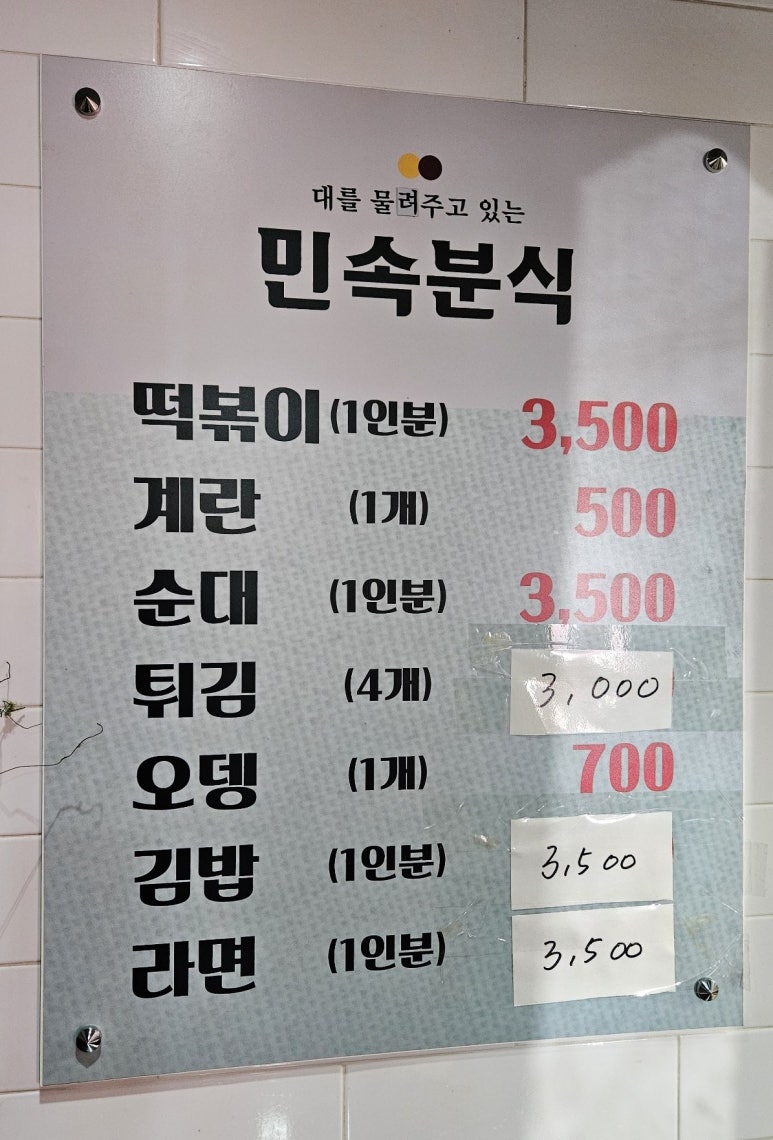 대를 물려주고 있는
민속분식
떡볶이 (1인분) 3,500
계란 (1개) 500
순대 (1인분) 3,500
튀김 (4개) 3,000
오뎅 (1개) 700
김밥 (1인분) 3,500
라면 (1인분) 3,500